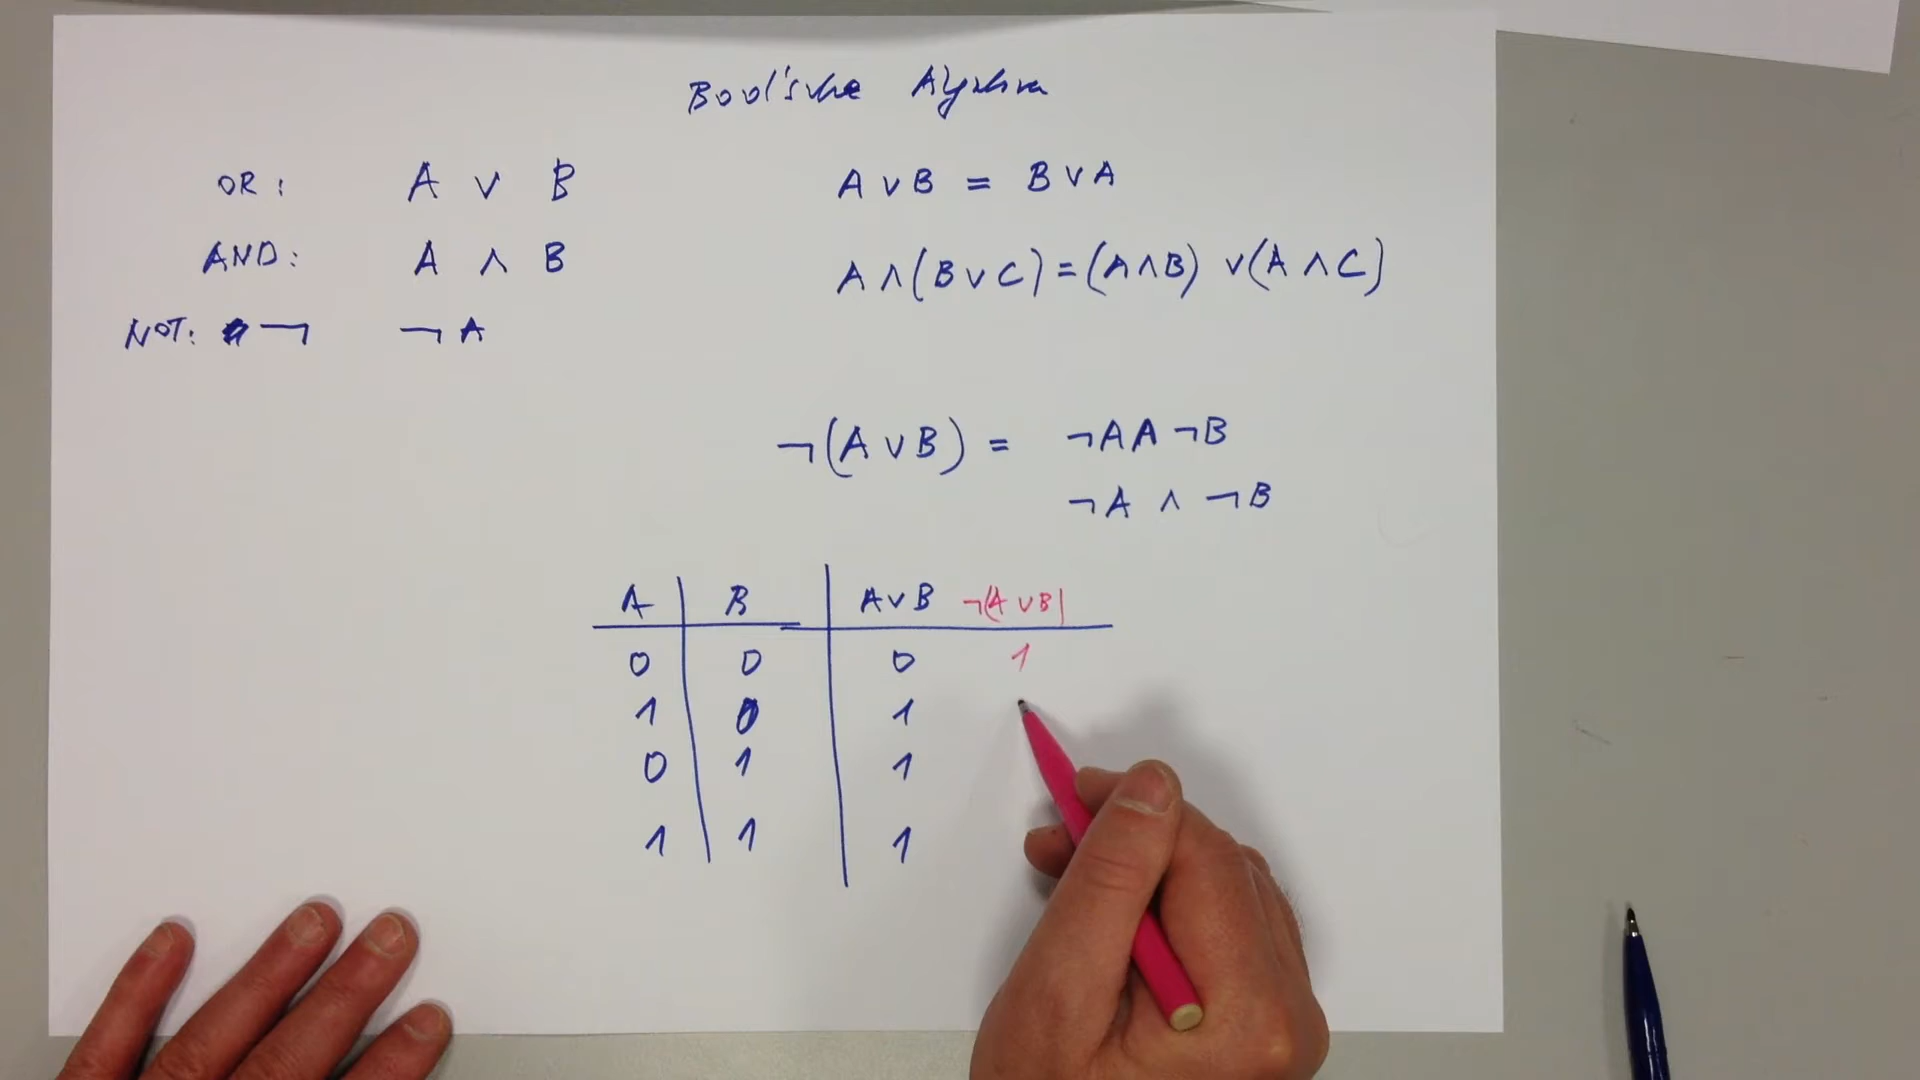 Bool'sche Algebra
OR: A ∨ B
AND: A ∧ B
NOT: ¬ ¬A
A ∨ B = B ∨ A
A ∧ (B ∨ C) = (A ∧ B) ∨ (A ∧ C)
¬(A ∨ B) = ¬A A ¬B
¬A ∧ ¬B
A B A∨B ¬(A∨B)
0 0 0 1
1 0 1
0 1 1
1 1 1